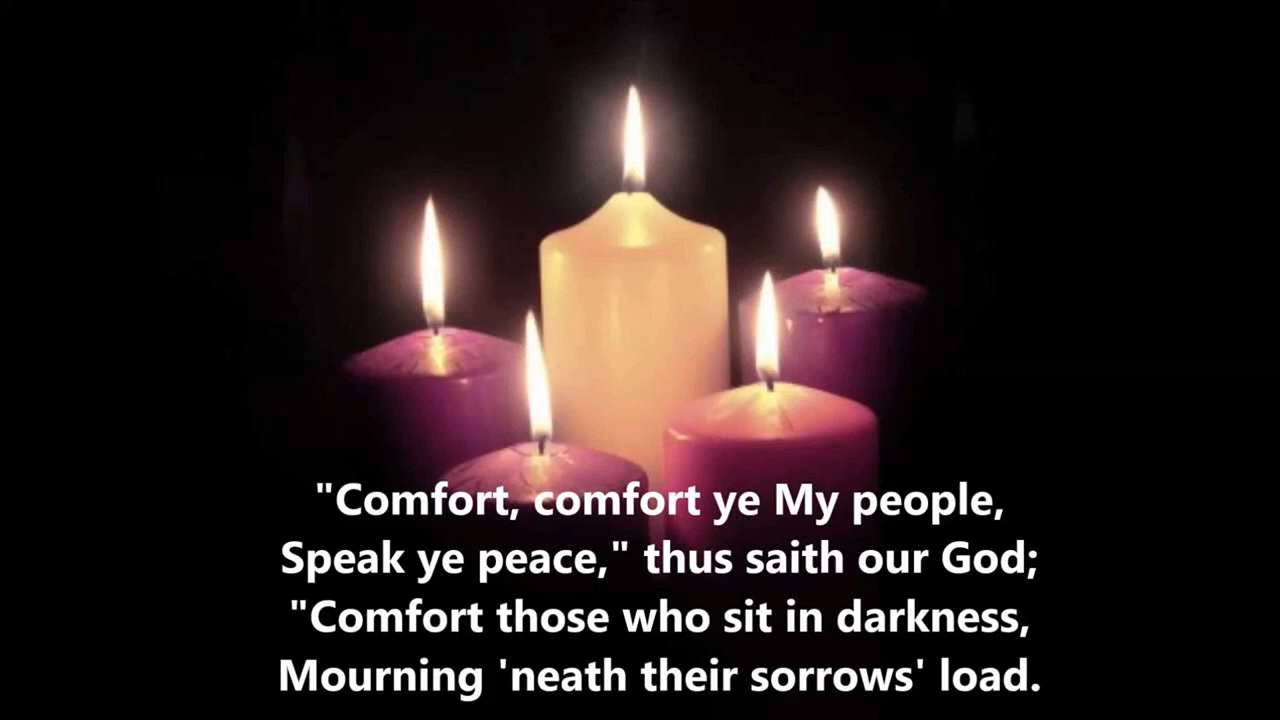 "Comfort, comfort ye My people,
Speak ye peace," thus saith our God;
"Comfort those who sit in darkness,
Mourning 'neath their sorrows' load.